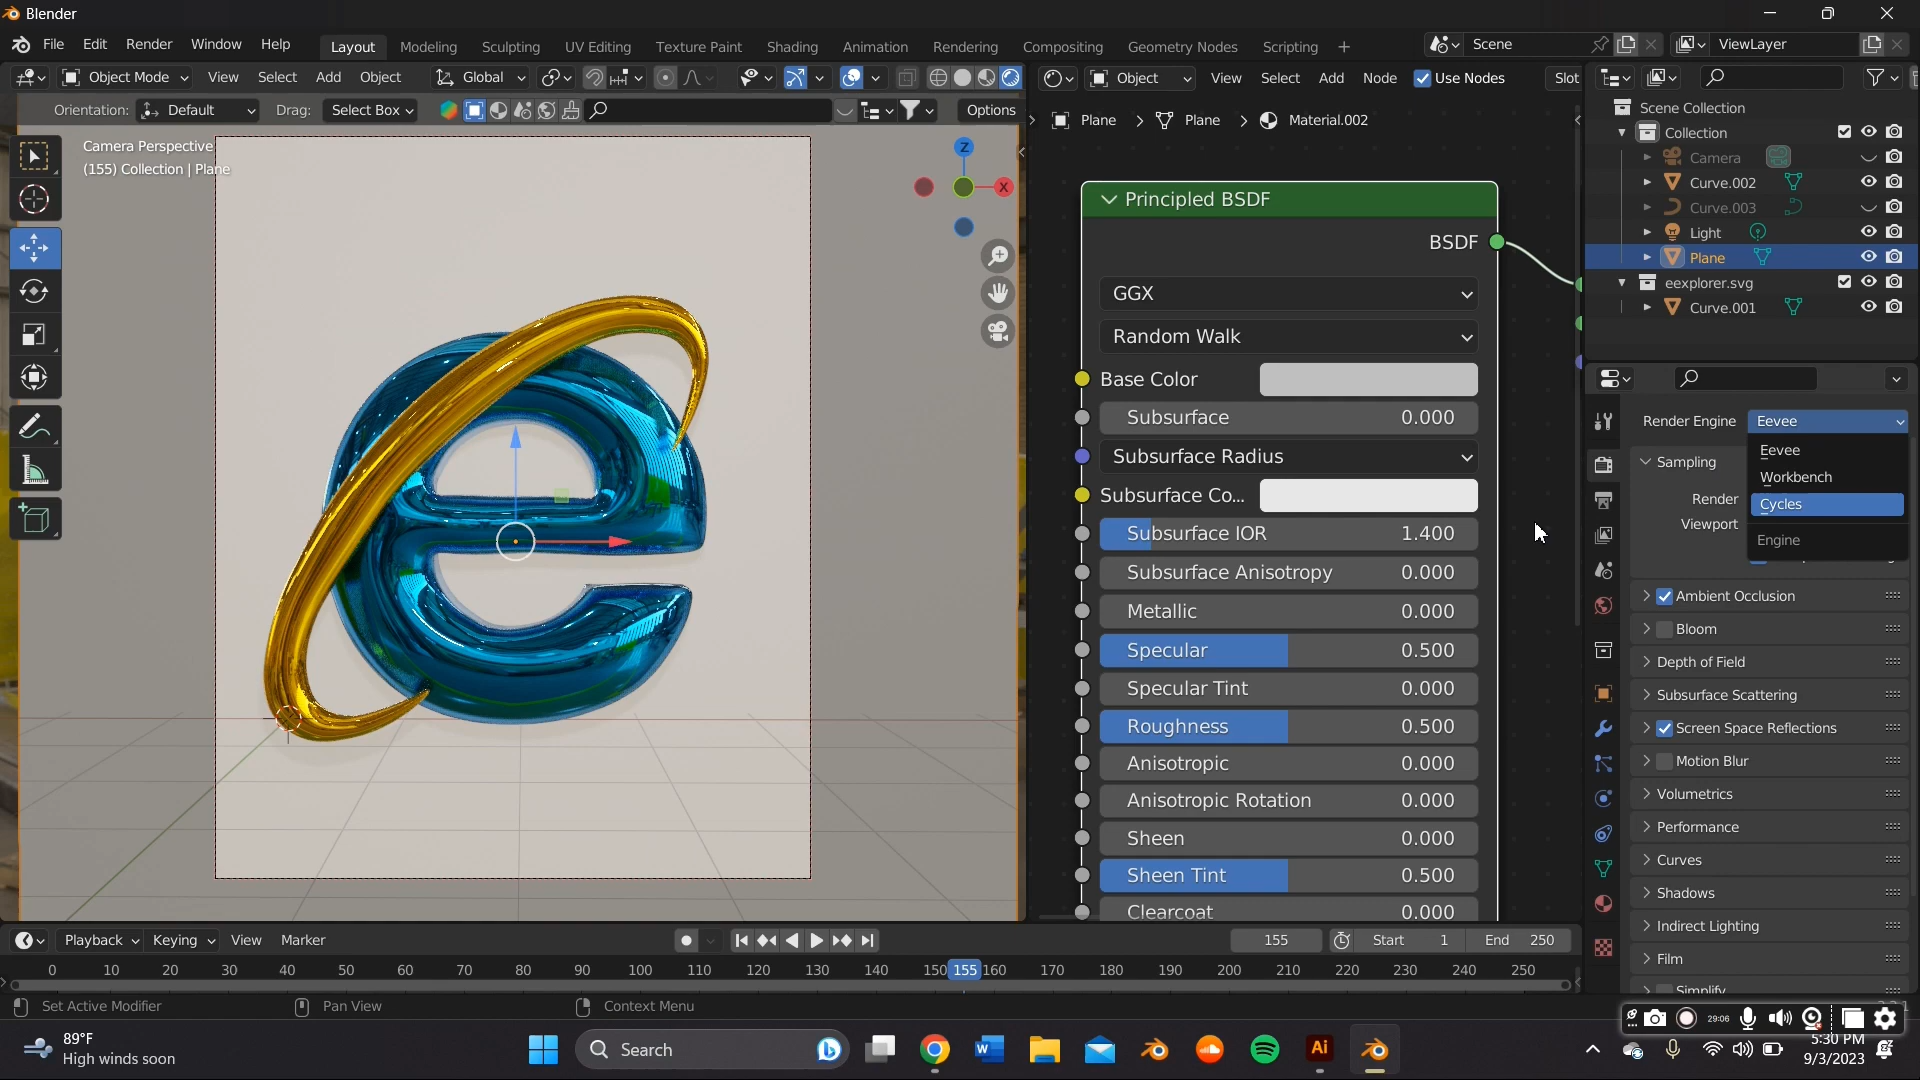 Blender
File Edit Render Window Help Layout Modeling Sculpting UV Editing Texture Paint Shading Animation Rendering Compositing Geometry Nodes Scripting + Scene ViewLayer
Object Mode View Select Add Object Global Object View Select Add Node Use Nodes Slot
Orientation: Default Drag: Select Box Options
Camera Perspective
(155) Collection | Plane
Z
X
Plane > Plane > Material.002
Principled BSDF
BSDF
GGX
Random Walk
Base Color
Subsurface 0.000
Subsurface Radius
Subsurface Co...
Subsurface IOR 1.400
Subsurface Anisotropy 0.000
Metallic 0.000
Specular 0.500
Specular Tint 0.000
Roughness 0.500
Anisotropic 0.000
Anisotropic Rotation 0.000
Sheen 0.000
Sheen Tint 0.500
Clearcoat 0.000
Scene Collection
Collection
Camera
Curve.002
Curve.003
Light
Plane
eexplorer.svg
Curve.001
Render Engine Eevee
Eevee
Workbench
Cycles
Engine
Sampling
Render
Viewport
Ambient Occlusion
Bloom
Depth of Field
Subsurface Scattering
Screen Space Reflections
Motion Blur
Volumetrics
Performance
Curves
Shadows
Indirect Lighting
Film
Simplify
Playback Keying View Marker 155 Start 1 End 250
0 10 20 30 40 50 60 70 80 90 100 110 120 130 140 150 155 160 170 180 190 200 210 220 230 240 250
Set Active Modifier Pan View Context Menu
29:06
89°F
High winds soon
Search
W
Ai
5:30 PM
9/3/2023